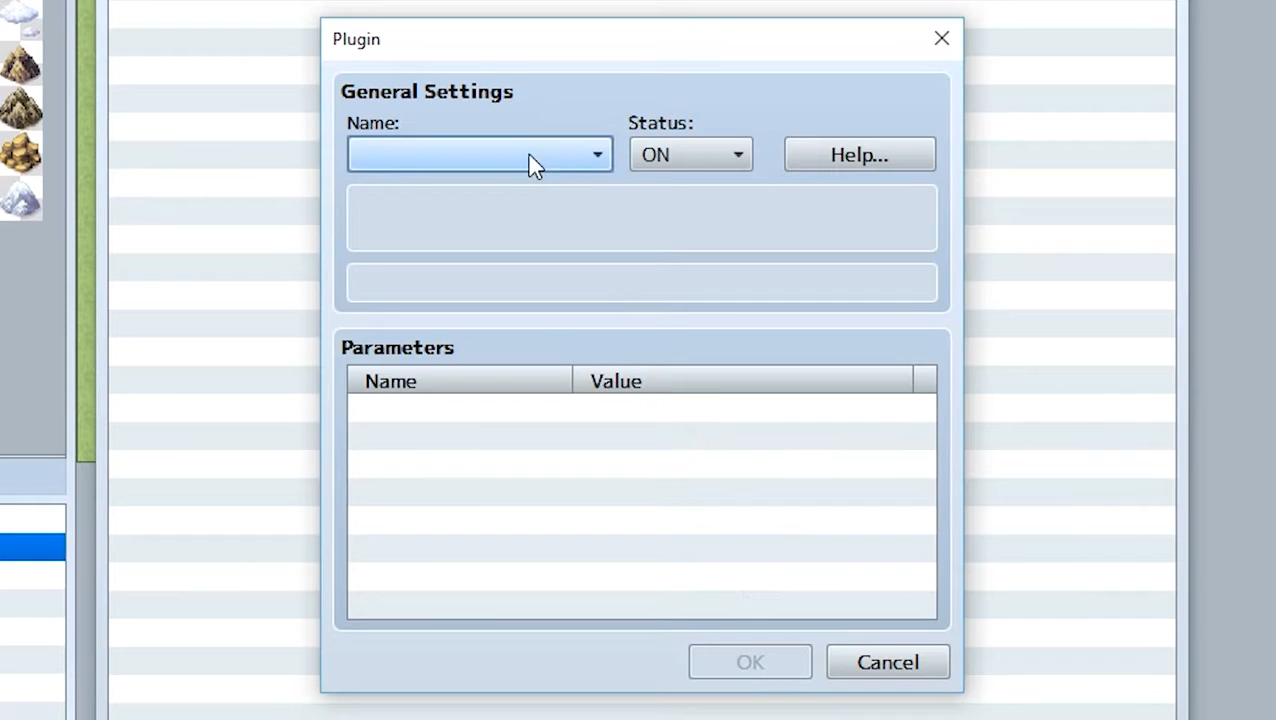 Plugin
General Settings
Name:
Status:
ON
Help...
Parameters
Name
Value
OK
Cancel